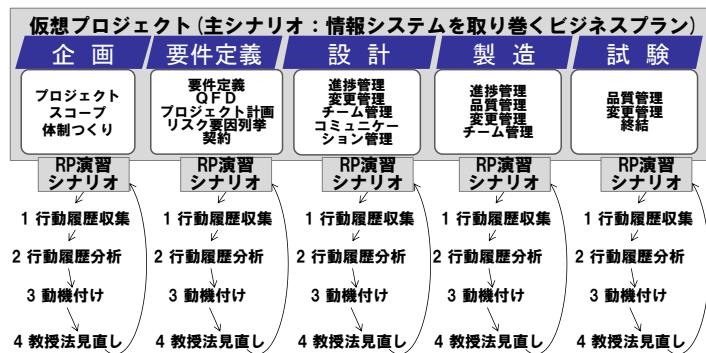 仮想プロジェクト(主シナリオ：情報システムを取り巻くビジネスプラン)
企 画
プロジェクト
スコープ
体制つくり
要件定義
要件定義
QFD
プロジェクト計画
リスク要因列挙
契約
設 計
進捗管理
変更管理
チーム管理
コミュニケー
ション管理
製 造
進捗管理
品質管理
変更管理
チーム管理
試 験
品質管理
変更管理
終結
RP演習
シナリオ
1 行動履歴収集
2 行動履歴分析
3 動機付け
4 教授法見直し
RP演習
シナリオ
1 行動履歴収集
2 行動履歴分析
3 動機付け
4 教授法見直し
RP演習
シナリオ
1 行動履歴収集
2 行動履歴分析
3 動機付け
4 教授法見直し
RP演習
シナリオ
1 行動履歴収集
2 行動履歴分析
3 動機付け
4 教授法見直し
RP演習
シナリオ
1 行動履歴収集
2 行動履歴分析
3 動機付け
4 教授法見直し